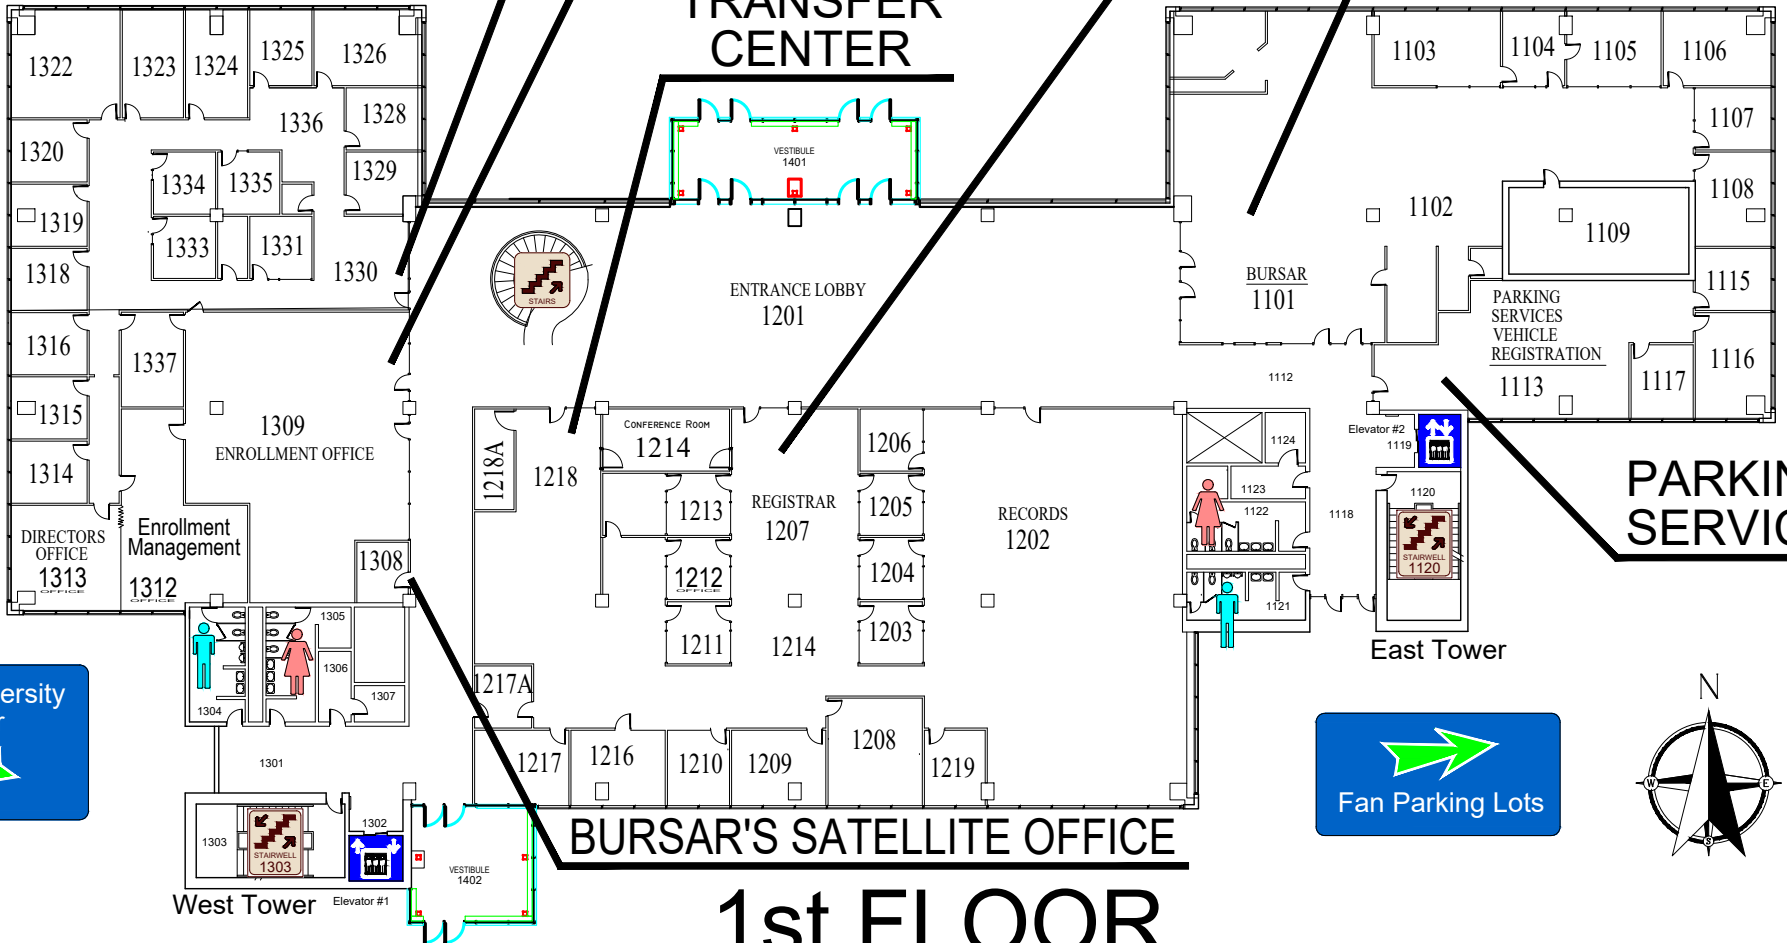 TRANSFER
CENTER
1322
1323
1324
1325
1326
1336
1328
1320
1334
1335
1329
1319
1333
1331
1318
1330
1316
1337
1315
1309
ENROLLMENT OFFICE
1314
DIRECTORS
OFFICE
1313
OFFICE
Enrollment
Management
1312
OFFICE
1308
VESTIBULE
1401
STAIRS
ENTRANCE LOBBY
1201
1103
1104
1105
1106
1107
1108
1102
1109
BURSAR
1101
1115
PARKING
SERVICES
VEHICLE
REGISTRATION
1113
1116
1117
1112
1218A
1218
CONFERENCE ROOM
1214
1206
1213
REGISTRAR
1207
1205
RECORDS
1202
1212
OFFICE
1204
1211
1214
1203
1217A
1217
1216
1210
1209
1208
1219
1124
1123
1122
1121
1118
Elevator #2
1119
1120
STAIRWELL
1120
East Tower
1305
1306
1307
1304
1301
1302
1303
STAIRWELL
1303
West Tower
Elevator #1
VESTIBULE
1402
BURSAR'S SATELLITE OFFICE
1st FLOOR
Fan Parking Lots
N
W
E
S